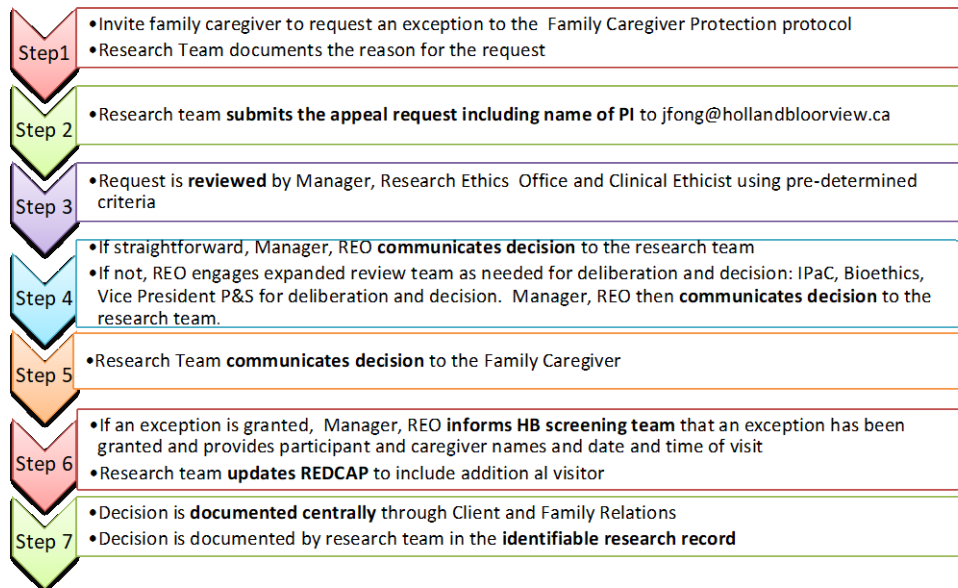 Step1
•Invite family caregiver to request an exception to the  Family Caregiver Protection protocol
•Research Team documents the reason for the request
Step 2
•Research team submits the appeal request including name of PI to jfong@hollandbloorview.ca
Step 3
•Request is reviewed by Manager, Research Ethics  Office and Clinical Ethicist using pre-determined
criteria
Step 4
•If straightforward, Manager, REO communicates decision to the research team
•If not, REO engages expanded review team as needed for deliberation and decision: IPaC, Bioethics,
Vice President P&S for deliberation and decision.  Manager, REO then communicates decision to the
research team.
Step 5
•Research Team communicates decision to the Family Caregiver
Step 6
•If an exception is granted,  Manager, REO informs HB screening team that an exception has been
granted and provides participant and caregiver names and date and time of visit
•Research team updates REDCAP to include addition al visitor
Step 7
•Decision is documented centrally through Client and Family Relations
•Decision is documented by research team in the identifiable research record